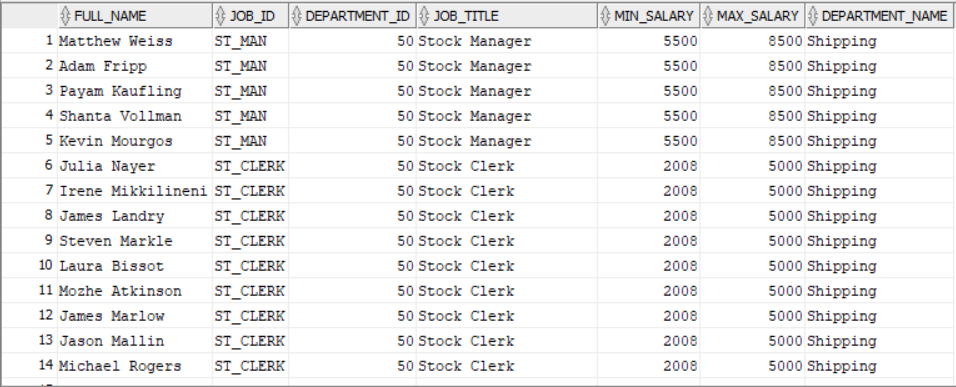 FULL_NAME JOB_ID DEPARTMENT_ID JOB_TITLE MIN_SALARY MAX_SALARY DEPARTMENT_NAME
1 Matthew Weiss ST_MAN 50 Stock Manager 5500 8500 Shipping
2 Adam Fripp ST_MAN 50 Stock Manager 5500 8500 Shipping
3 Payam Kaufling ST_MAN 50 Stock Manager 5500 8500 Shipping
4 Shanta Vollman ST_MAN 50 Stock Manager 5500 8500 Shipping
5 Kevin Mourgos ST_MAN 50 Stock Manager 5500 8500 Shipping
6 Julia Nayer ST_CLERK 50 Stock Clerk 2008 5000 Shipping
7 Irene Mikkilineni ST_CLERK 50 Stock Clerk 2008 5000 Shipping
8 James Landry ST_CLERK 50 Stock Clerk 2008 5000 Shipping
9 Steven Markle ST_CLERK 50 Stock Clerk 2008 5000 Shipping
10 Laura Bissot ST_CLERK 50 Stock Clerk 2008 5000 Shipping
11 Mozhe Atkinson ST_CLERK 50 Stock Clerk 2008 5000 Shipping
12 James Marlow ST_CLERK 50 Stock Clerk 2008 5000 Shipping
13 Jason Mallin ST_CLERK 50 Stock Clerk 2008 5000 Shipping
14 Michael Rogers ST_CLERK 50 Stock Clerk 2008 5000 Shipping